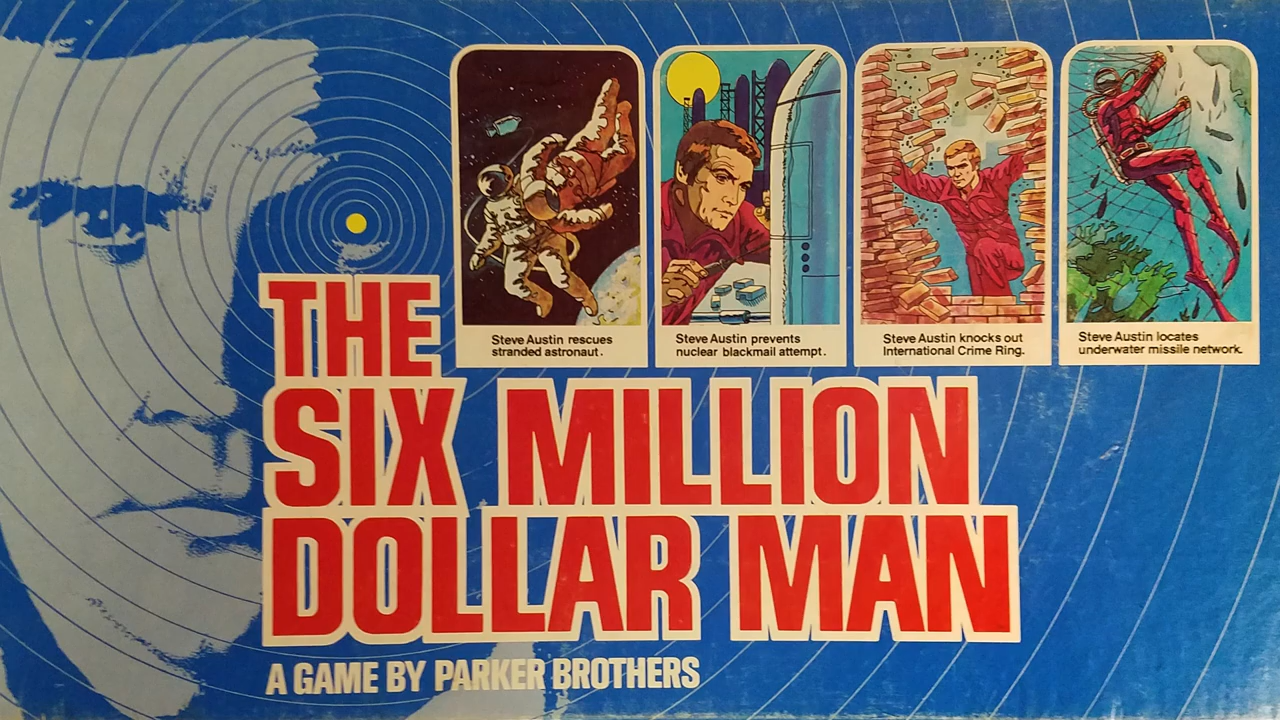 Steve Austin rescues
stranded astronaut.
Steve Austin prevents
nuclear blackmail attempt.
Steve Austin knocks out
International Crime Ring.
Steve Austin locates
underwater missile network.
THE
SIX MILLION
DOLLAR MAN
A GAME BY PARKER BROTHERS